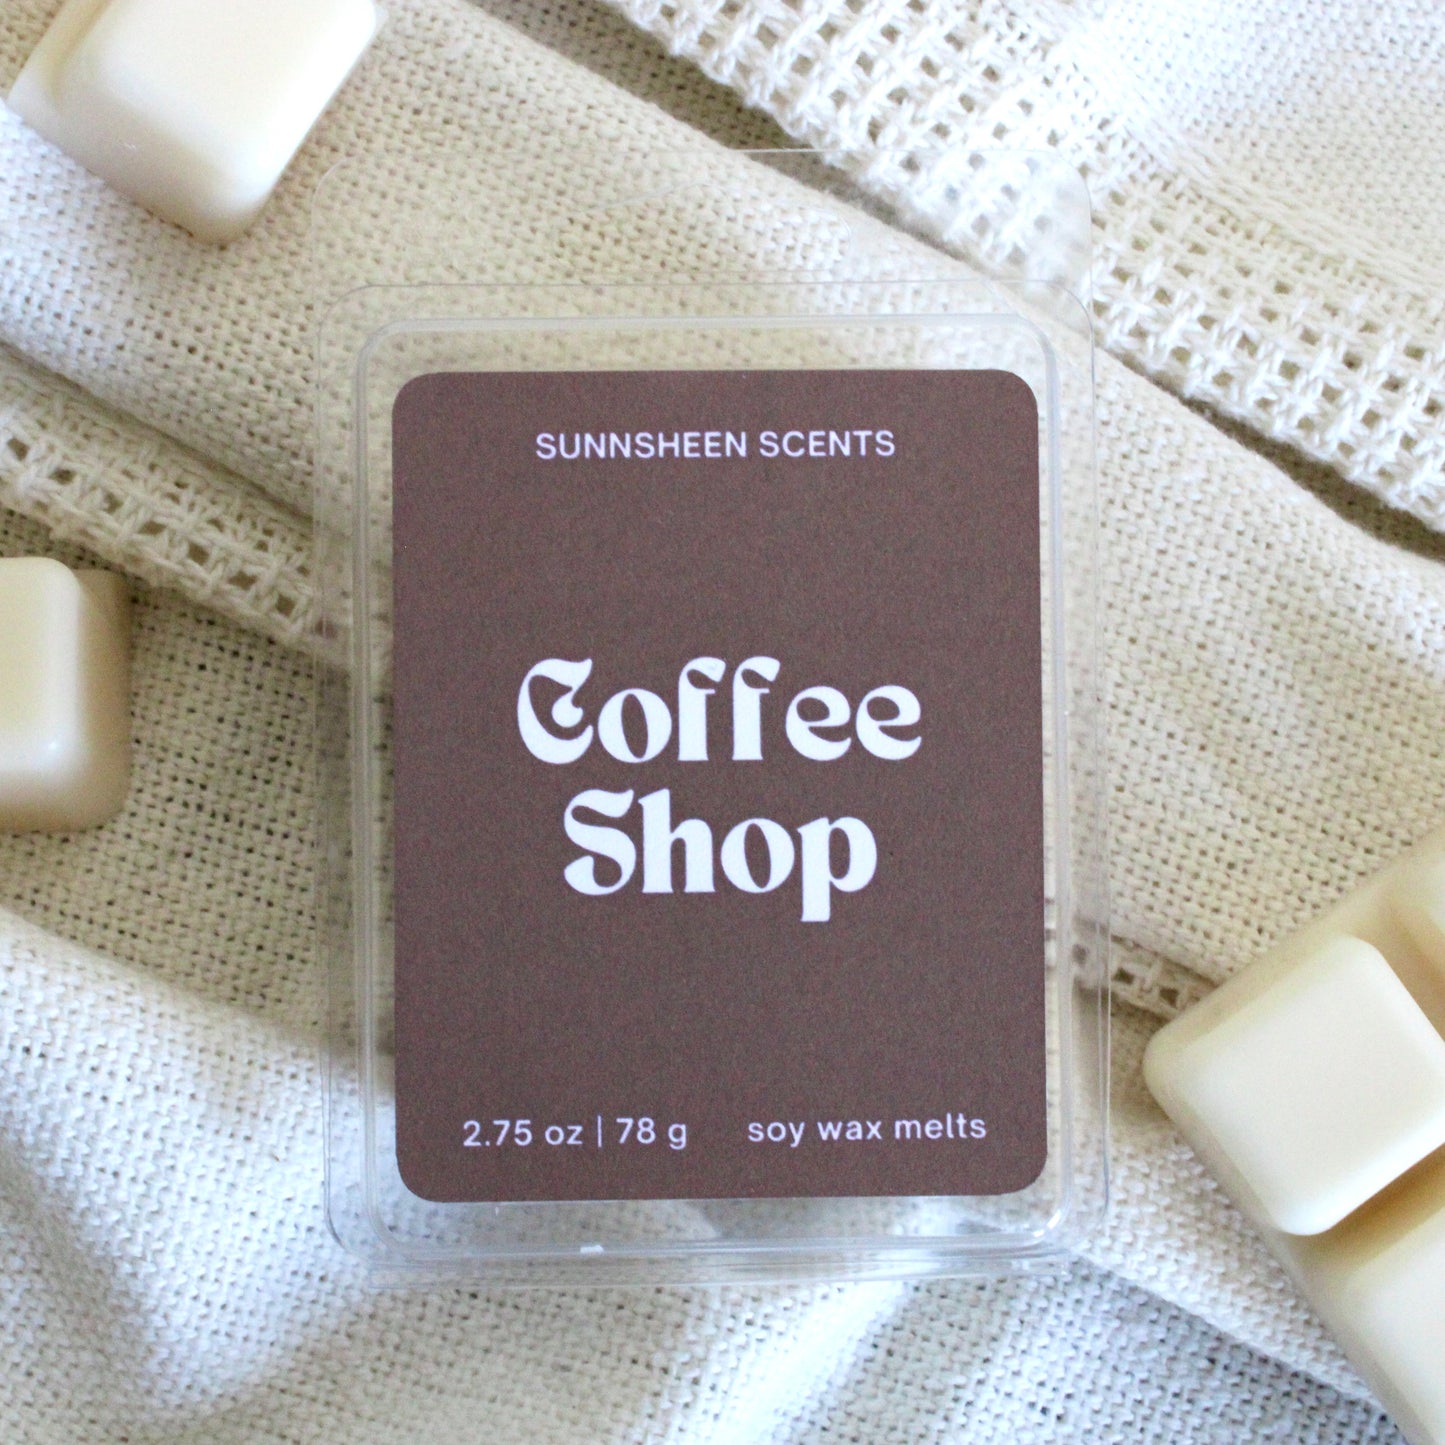 SUNNSHEEN SCENTS
Coffee
Shop
2.75 oz | 78 g soy wax melts